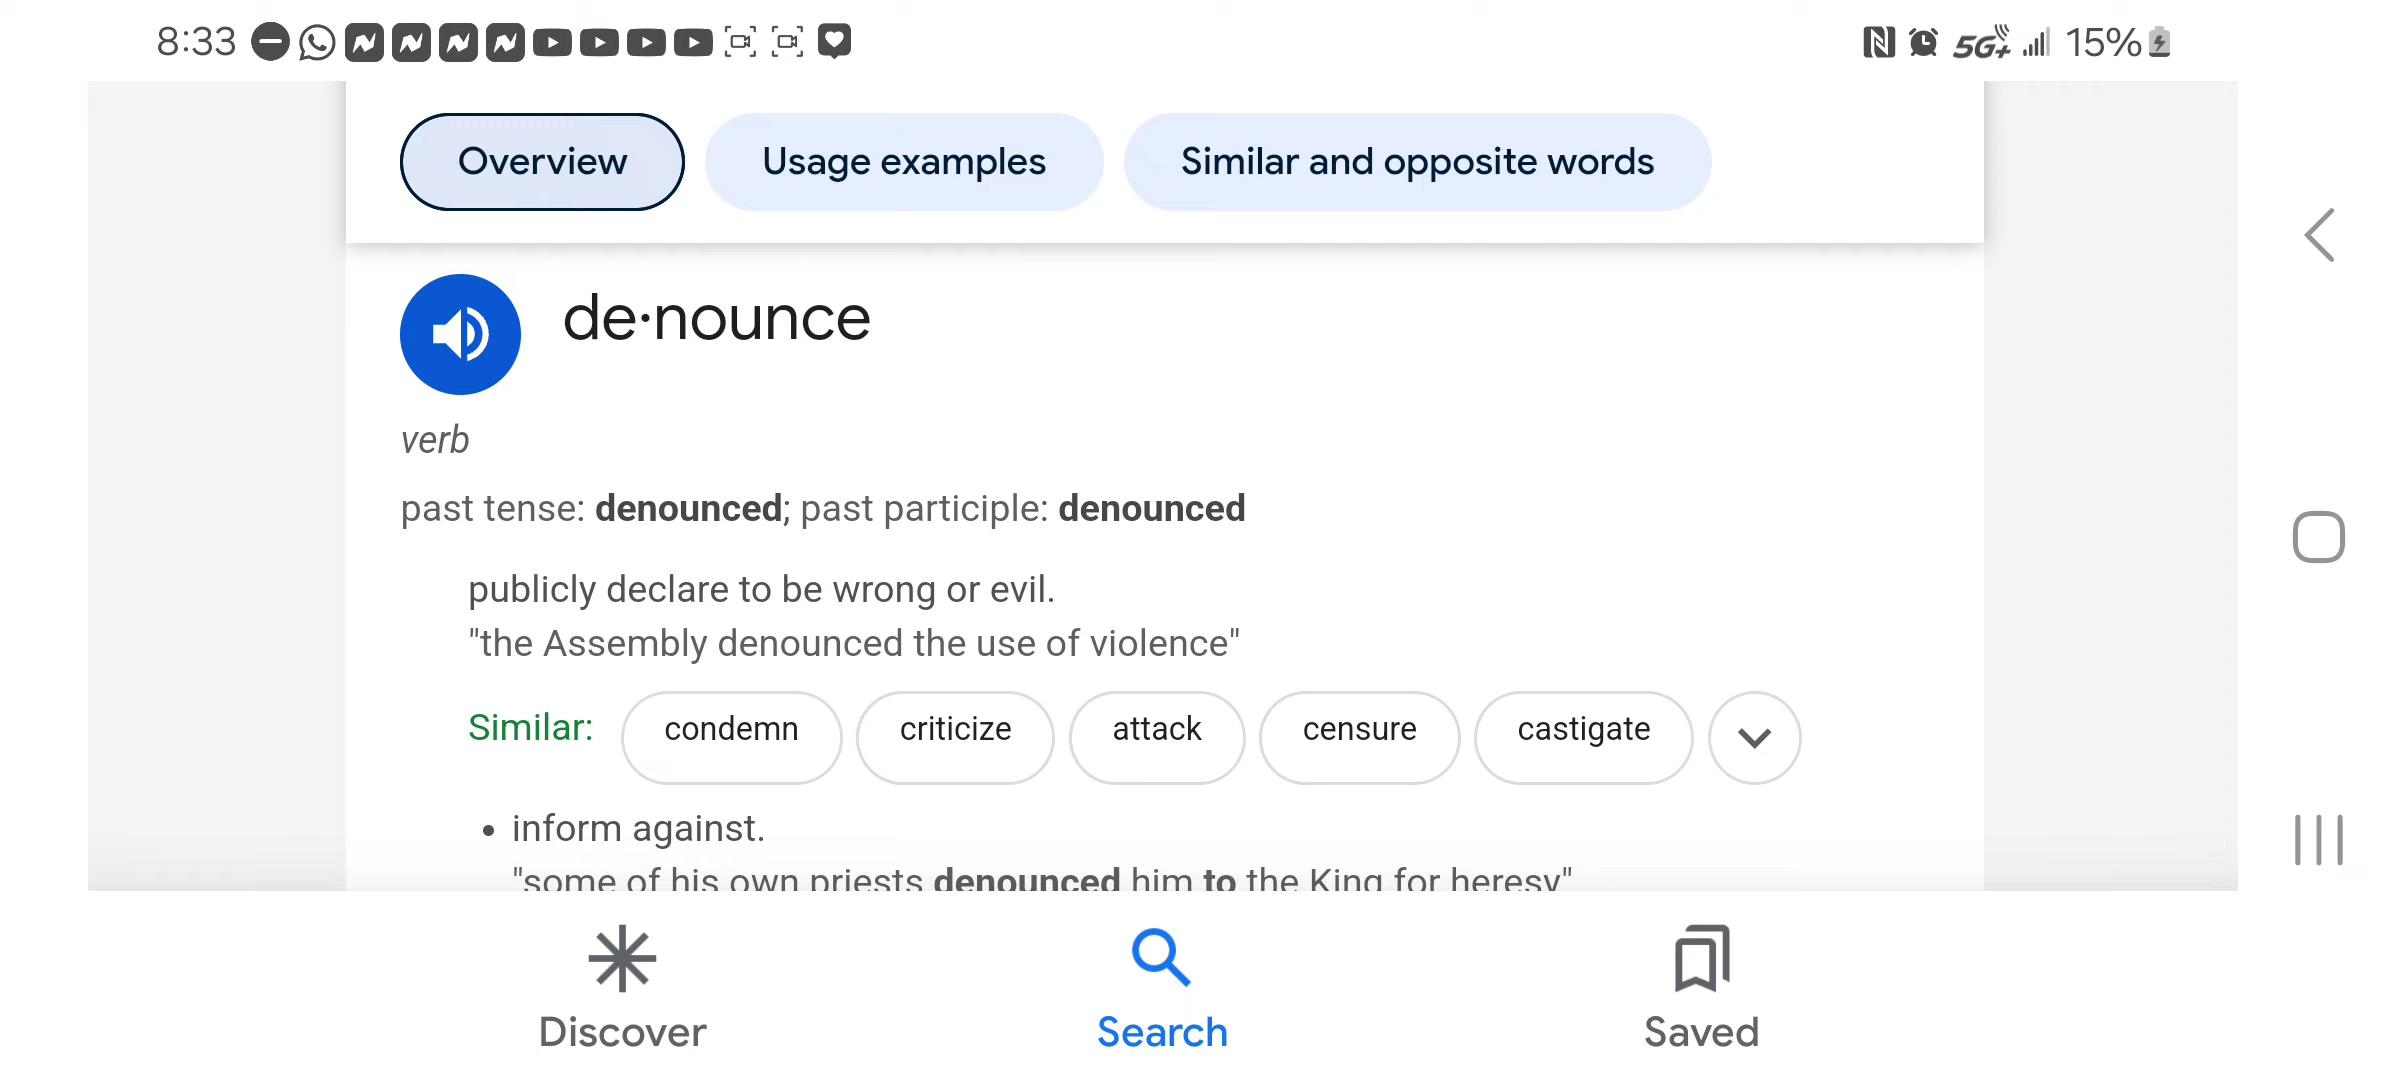 8:33
5G+ 15%
Overview Usage examples Similar and opposite words
de·nounce
verb
past tense: denounced; past participle: denounced
publicly declare to be wrong or evil.
"the Assembly denounced the use of violence"
Similar: condemn criticize attack censure castigate
• inform against.
"some of his own priests denounced him to the King for heresy"
Discover Search Saved